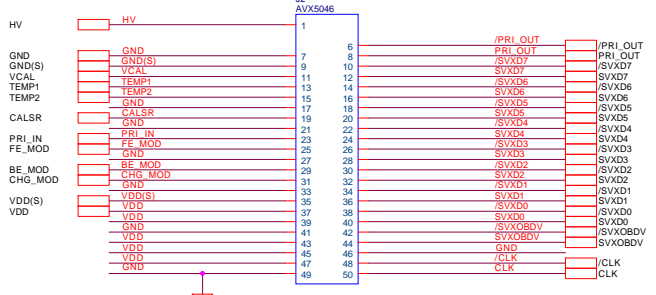 AVX5046
HV HV 1
6 /PRI_OUT /PRI_OUT
GND GND 7 8 PRI_OUT PRI_OUT
GND(S) GND(S) 9 10 /SVXD7 /SVXD7
VCAL VCAL 11 12 SVXD7 SVXD7
TEMP1 TEMP1 13 14 /SVXD6 /SVXD6
TEMP2 TEMP2 15 16 SVXD6 SVXD6
GND 17 18 /SVXD5 /SVXD5
CALSR CALSR 19 20 SVXD5 SVXD5
GND 21 22 /SVXD4 /SVXD4
PRI_IN PRI_IN 23 24 SVXD4 SVXD4
FE_MOD FE_MOD 25 26 /SVXD3 /SVXD3
GND 27 28 SVXD3 SVXD3
BE_MOD BE_MOD 29 30 /SVXD2 /SVXD2
CHG_MOD CHG_MOD 31 32 SVXD2 SVXD2
GND 33 34 /SVXD1 /SVXD1
VDD(S) VDD(S) 35 36 SVXD1 SVXD1
VDD VDD 37 38 /SVXD0 /SVXD0
VDD 39 40 SVXD0 SVXD0
GND 41 42 /SVXOBDV /SVXOBDV
VDD 43 44 SVXOBDV SVXOBDV
VDD 45 46 GND
VDD 47 48 /CLK /CLK
GND 49 50 CLK CLK